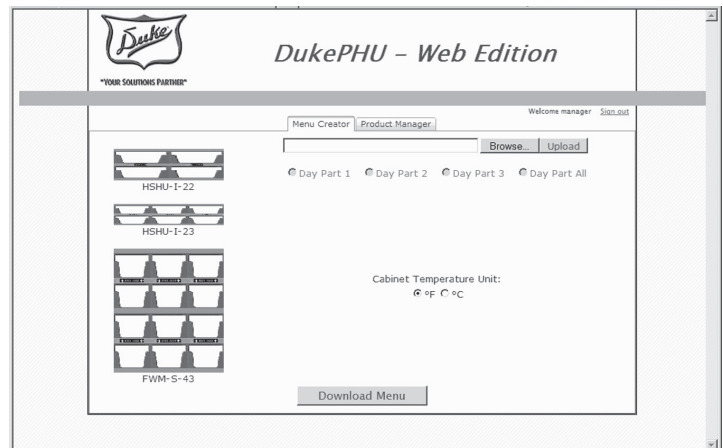 Duke
"YOUR SOLUTIONS PARTNER"
DukePHU – Web Edition
Welcome manager Sign out
Menu Creator Product Manager
Browse... Upload
Day Part 1 Day Part 2 Day Part 3 Day Part All
HSHU-I-22
HSHU-I-23
Cabinet Temperature Unit:
ºF ºC
FWM-S-43
Download Menu